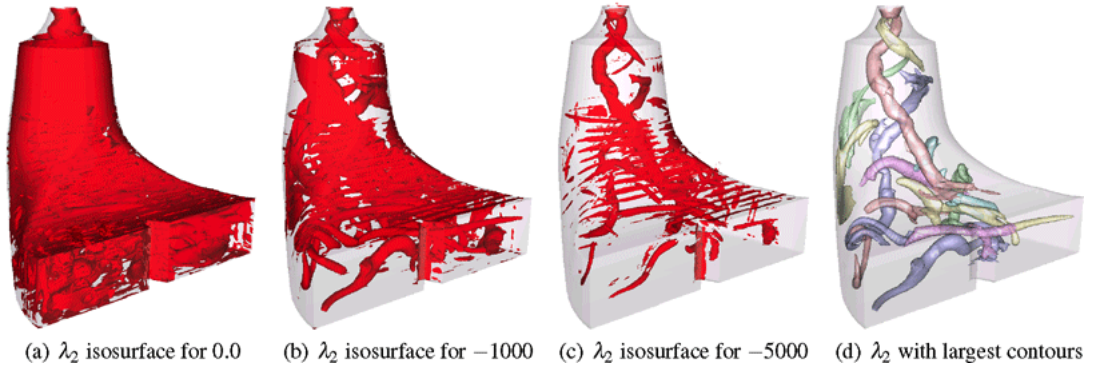 (a) λ₂ isosurface for 0.0 (b) λ₂ isosurface for −1000 (c) λ₂ isosurface for −5000 (d) λ₂ with largest contours